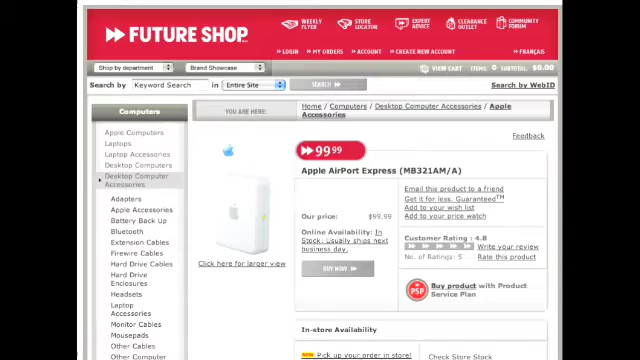 FUTURE SHOP
WEEKLY FLYER
STORE LOCATOR
EXPERT ADVICE
CLEARANCE OUTLET
COMMUNITY FORUM
LOGIN
MY ORDERS
ACCOUNT
CREATE NEW ACCOUNT
FRANÇAIS
Shop by department
Brand Showcase
VIEW CART ITEMS: 0 SUBTOTAL: $0.00
Search by Keyword Search in Entire Site SEARCH
Search by WebID
Computers
YOU ARE HERE:
Home / Computers / Desktop Computer Accessories / Apple
Accessories
Apple Computers
Laptops
Laptop Accessories
Desktop Computers
Desktop Computer
Accessories
Adapters
Apple Accessories
Battery Back Up
Bluetooth
Extension Cables
Firewire Cables
Hard Drive
Hard Drive
Enclosures
Headsets
Laptop
Accessories
Monitor Cables
Mousepads
Other Cables
Other Computer
Feedback
99.99
Apple AirPort Express (MB321AM/A)
Click here for larger view
Our price: $99.99
Online Availability: In
Stock: Usually ships next
business day.
BUY NOW
Email this product to a friend
Get it for less. Guaranteed™
Add to your wish list
Add to your price watch
Customer Rating : 4.8
Write your review
No. of Ratings: 5 Rate this product
PSP
Buy product with Product
Service Plan
In-store Availability
NEW Pick up your order in store!
Check Store Stock